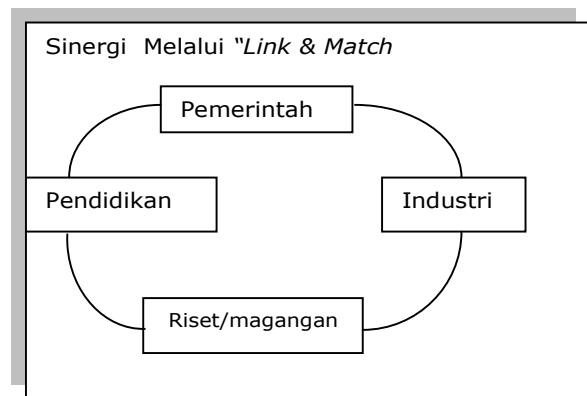 Sinergi Melalui “Link & Match
Pemerintah
Pendidikan
Industri
Riset/magangan